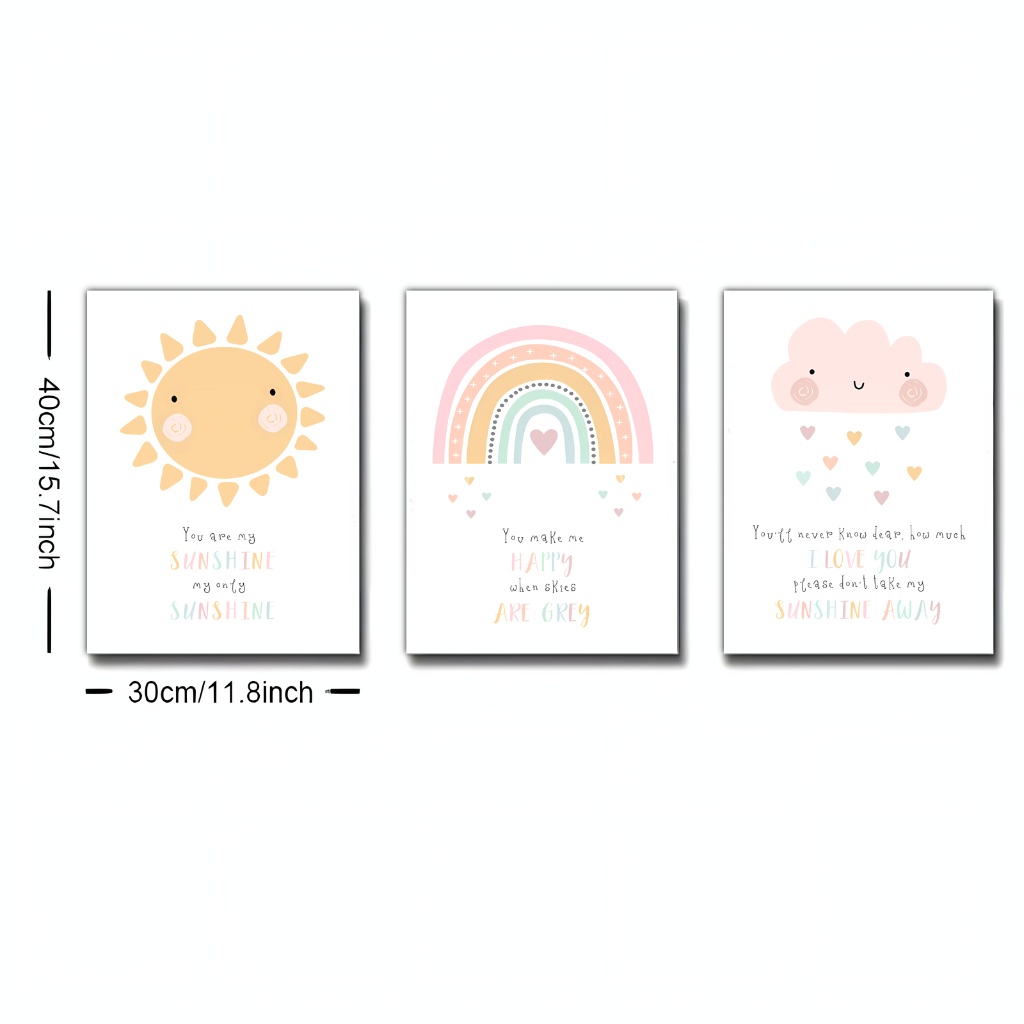 40cm/15.7inch
30cm/11.8inch
You are my
SUNSHINE
my only
SUNSHINE
You make me
HAPPY
when skies
ARE GREY
You'll never know dear, how much
I LOVE YOU
please don't take my
SUNSHINE AWAY